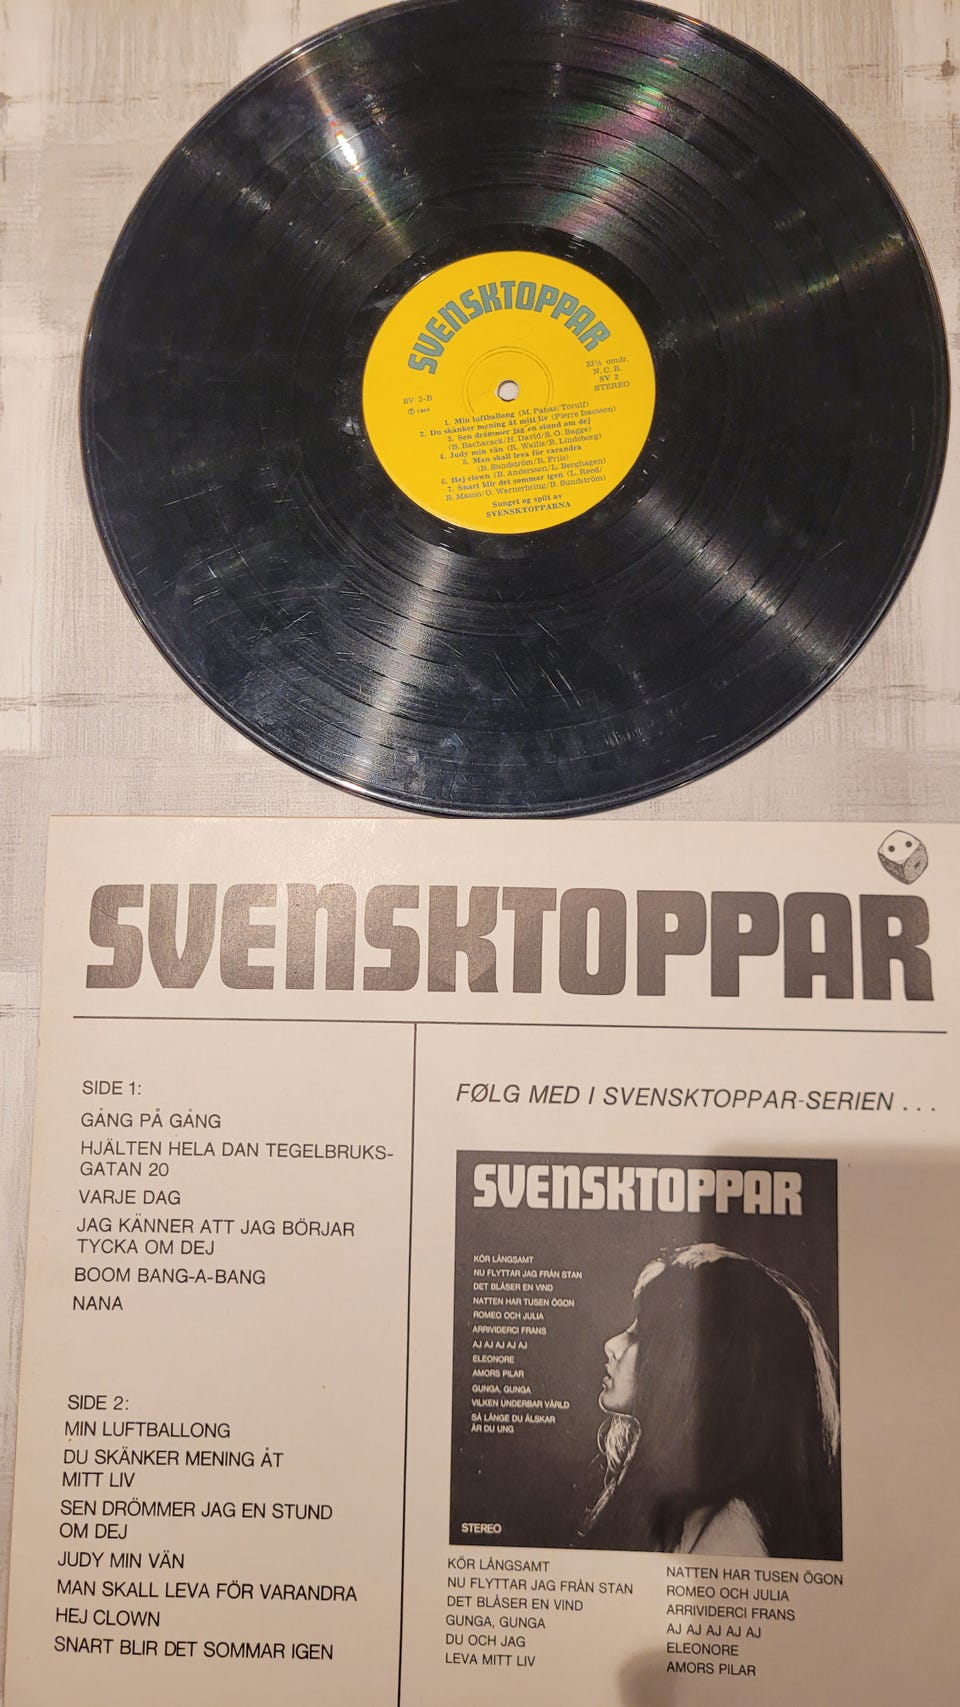 SVENSKTOPPAR
SV 2-B
℗ 1969
33⅓ omdr.
N.C.B.
SV 2
STEREO
1. Min luftballong (M. Panas/Torulf)
2. Du skänker mening åt mitt liv (Pierre Isacsson)
3. Sen drömmer jag en stund om dej
(B. Bacharack/H. David/S. O. Bagge)
4. Judy min vän (R. Wallis/B. Lindeborg)
5. Man skall leva för varandra
(B. Sundström/R. Friis)
6. Hej clown (B. Andersson/L. Berghagen)
7. Snart blir det sommar igen (L. Reed/
B. Mason/O. Warnerbring/B. Sundström)
Sunget og spilt av
SVENSKTOPPARNA
SVENSKTOPPAR
SIDE 1:
GÅNG PÅ GÅNG
HJÄLTEN HELA DAN TEGELBRUKS-
GATAN 20
VARJE DAG
JAG KÄNNER ATT JAG BÖRJAR
TYCKA OM DEJ
BOOM BANG-A-BANG
NANA
SIDE 2:
MIN LUFTBALLONG
DU SKÄNKER MENING ÅT
MITT LIV
SEN DRÖMMER JAG EN STUND
OM DEJ
JUDY MIN VÄN
MAN SKALL LEVA FÖR VARANDRA
HEJ CLOWN
SNART BLIR DET SOMMAR IGEN
FØLG MED I SVENSKTOPPAR-SERIEN . . .
SVENSKTOPPAR
KÖR LÅNGSAMT
NU FLYTTAR JAG FRÅN STAN
DET BLÅSER EN VIND
NATTEN HAR TUSEN ÖGON
ROMEO OCH JULIA
ARRIVIDERCI FRANS
AJ AJ AJ AJ AJ
ELEONORE
AMORS PILAR
GUNGA, GUNGA
VILKEN UNDERBAR VÄRLD
SÅ LÄNGE DU ÄLSKAR
ÄR DU UNG
STEREO
KÖR LÅNGSAMT
NU FLYTTAR JAG FRÅN STAN
DET BLÅSER EN VIND
GUNGA, GUNGA
DU OCH JAG
LEVA MITT LIV
NATTEN HAR TUSEN ÖGON
ROMEO OCH JULIA
ARRIVIDERCI FRANS
AJ AJ AJ AJ AJ
ELEONORE
AMORS PILAR